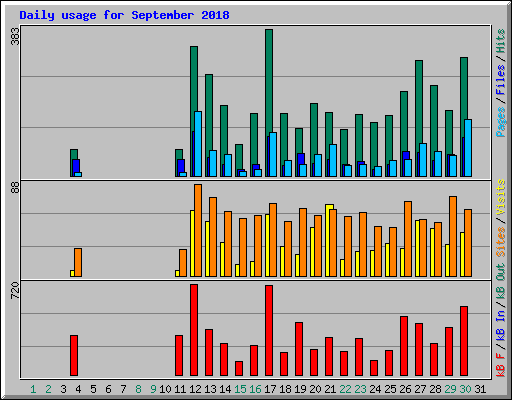 Daily usage for September 2018
383
Pages / Files / Hits
88
Sites / Visits
720
kB F / kB In / kB Out
1 2 3 4 5 6 7 8 9 10 11 12 13 14 15 16 17 18 19 20 21 22 23 24 25 26 27 28 29 30 31